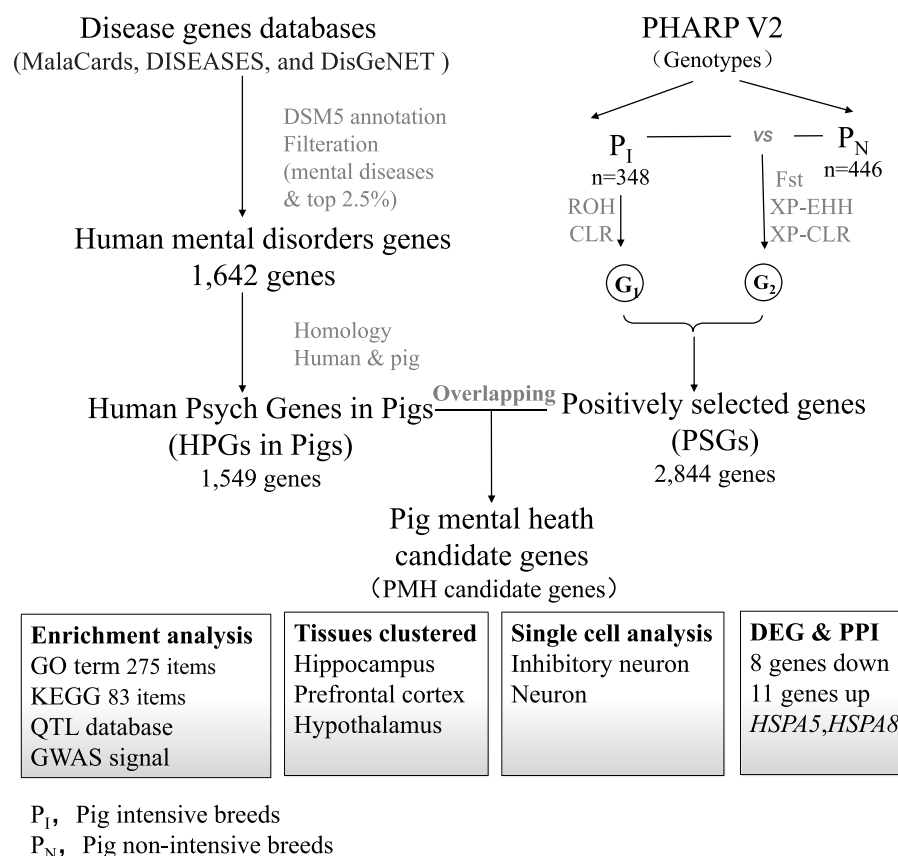 Disease genes databases
(MalaCards, DISEASES, and DisGeNET )
DSM5 annotation
Filteration
(mental diseases
& top 2.5%)
Human mental disorders genes
1,642 genes
Homology
Human & pig
Human Psych Genes in Pigs
(HPGs in Pigs)
1,549 genes
PHARP V2
（Genotypes）
P_I
n=348
vs
P_N
n=446
ROH
CLR
Fst
XP-EHH
XP-CLR
G₁
G₂
Overlapping
Positively selected genes
(PSGs)
2,844 genes
Pig mental heath
candidate genes
（PMH candidate genes）
Enrichment analysis
GO term 275 items
KEGG 83 items
QTL database
GWAS signal
Tissues clustered
Hippocampus
Prefrontal cortex
Hypothalamus
Single cell analysis
Inhibitory neuron
Neuron
DEG & PPI
8 genes down
11 genes up
HSPA5,HSPA8
P_I， Pig intensive breeds
P_N， Pig non-intensive breeds